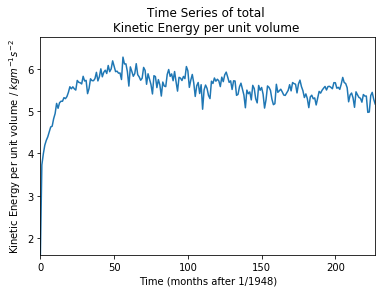 Time Series of total
Kinetic Energy per unit volume
Kinetic Energy per unit volume / kgm⁻¹s⁻²
6
5
4
3
2
0
50
100
150
200
Time (months after 1/1948)